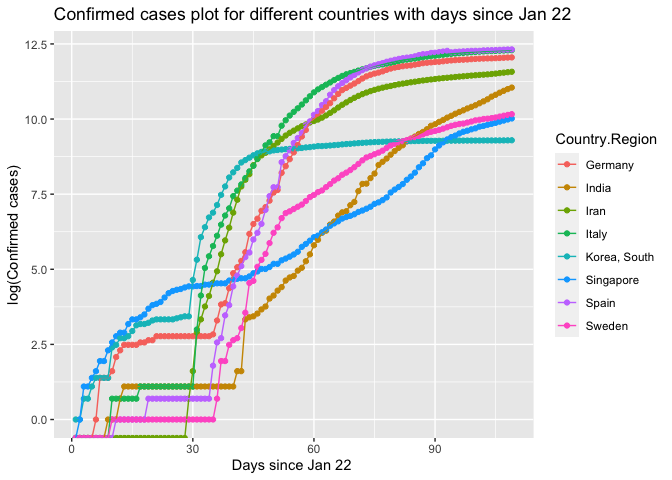 Confirmed cases plot for different countries with days since Jan 22
log(Confirmed cases)
12.5
10.0
7.5
5.0
2.5
0.0
0
30
60
90
Days since Jan 22
Country.Region
Germany
India
Iran
Italy
Korea, South
Singapore
Spain
Sweden